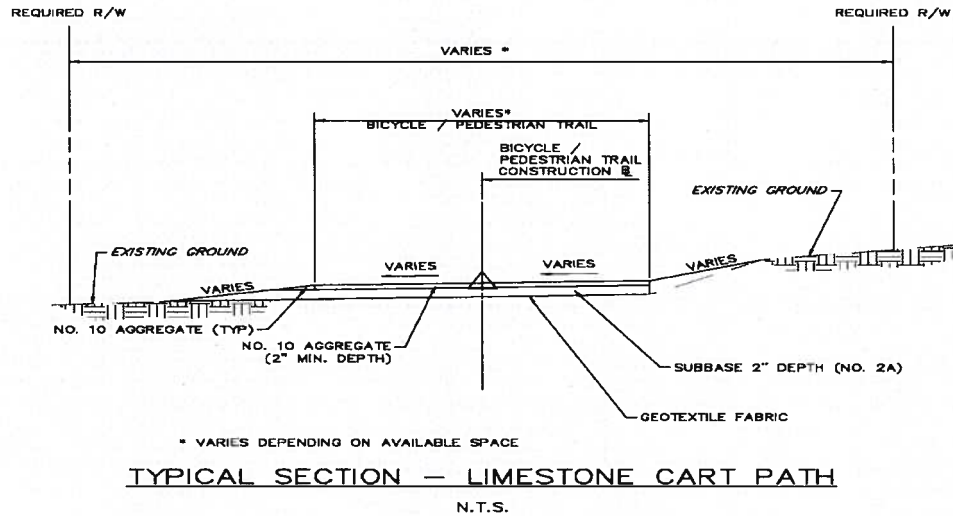 REQUIRED R/W
REQUIRED R/W
VARIES *
VARIES*
BICYCLE / PEDESTRIAN TRAIL
BICYCLE /
PEDESTRIAN TRAIL
CONSTRUCTION ℄
EXISTING GROUND
EXISTING GROUND
VARIES
VARIES
VARIES
VARIES
NO. 10 AGGREGATE (TYP)
NO. 10 AGGREGATE
(2" MIN. DEPTH)
SUBBASE 2" DEPTH (NO. 2A)
GEOTEXTILE FABRIC
* VARIES DEPENDING ON AVAILABLE SPACE
TYPICAL SECTION – LIMESTONE CART PATH
N.T.S.